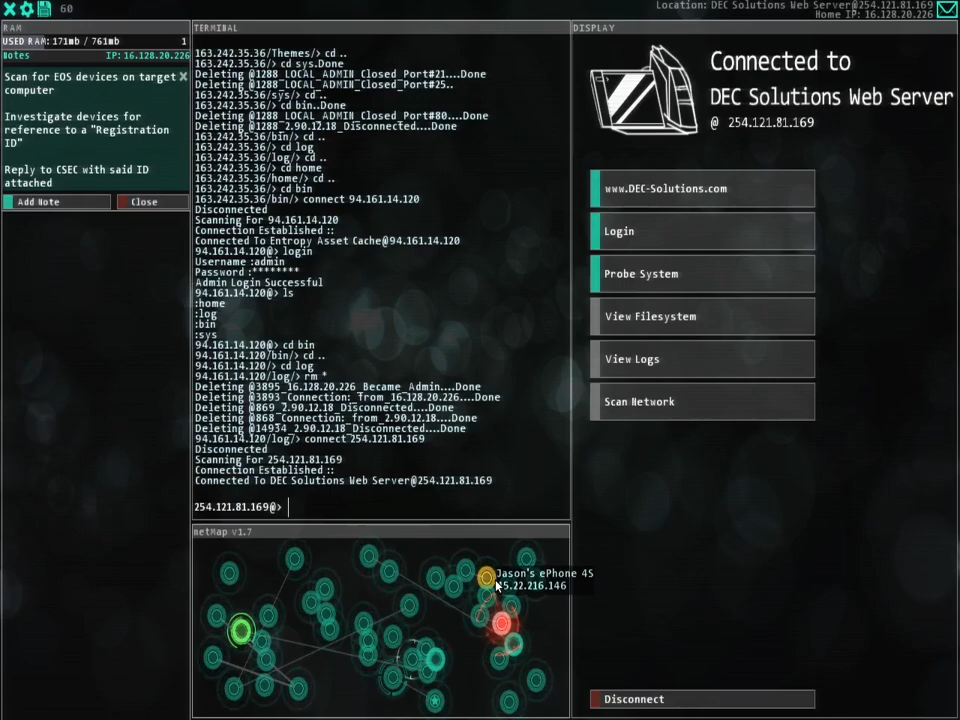 60
Location: DEC Solutions Web Server@254.121.81.169
Home IP: 16.128.20.226
RAM
USED RAM: 171mb / 761mb 1
Notes IP: 16.128.20.226
Scan for EOS devices on target
computer
Investigate devices for
reference to a "Registration
ID"
Reply to CSEC with said ID
attached
Add Note
Close
TERMINAL
163.242.35.36/Themes/> cd ..
163.242.35.36/> cd sys.Done
Deleting @1288_LOCAL_ADMIN_Closed_Port#21....Done
Deleting @1288_LOCAL_ADMIN_Closed_Port#25..
163.242.35.36/sys/> cd ..
163.242.35.36/> cd bin..Done
Deleting @1288_LOCAL_ADMIN_Closed_Port#80....Done
Deleting @1288_2.90.12.18_Disconnected....Done
163.242.35.36/bin/> cd ..
163.242.35.36/> cd log
163.242.35.36/log/> cd ..
163.242.35.36/> cd home
163.242.35.36/home/> cd ..
163.242.35.36/> cd bin
163.242.35.36/bin/> connect 94.161.14.120
Disconnected
Scanning For 94.161.14.120
Connection Established ::
Connected To Entropy Asset Cache@94.161.14.120
94.161.14.120@> login
Username :admin
Password :********
Admin Login Successful
94.161.14.120@> ls
:home
:log
:bin
:sys
94.161.14.120@> cd bin
94.161.14.120/bin/> cd ..
94.161.14.120/> cd log
94.161.14.120/log/> rm *
Deleting @3895_16.128.20.226_Became_Admin....Done
Deleting @3893_Connection:_from_16.128.20.226....Done
Deleting @869_2.90.12.18_Disconnected....Done
Deleting @868_Connection:_from_2.90.12.18....Done
Deleting @14934_2.90.12.18_Disconnected....Done
94.161.14.120/log/> connect 254.121.81.169
Disconnected
Scanning For 254.121.81.169
Connection Established ::
Connected To DEC Solutions Web Server@254.121.81.169
254.121.81.169@>
netMap v1.7
Jason's ePhone 4S
5.22.216.146
DISPLAY
Connected to
DEC Solutions Web Server
@ 254.121.81.169
www.DEC-Solutions.com
Login
Probe System
View Filesystem
View Logs
Scan Network
Disconnect